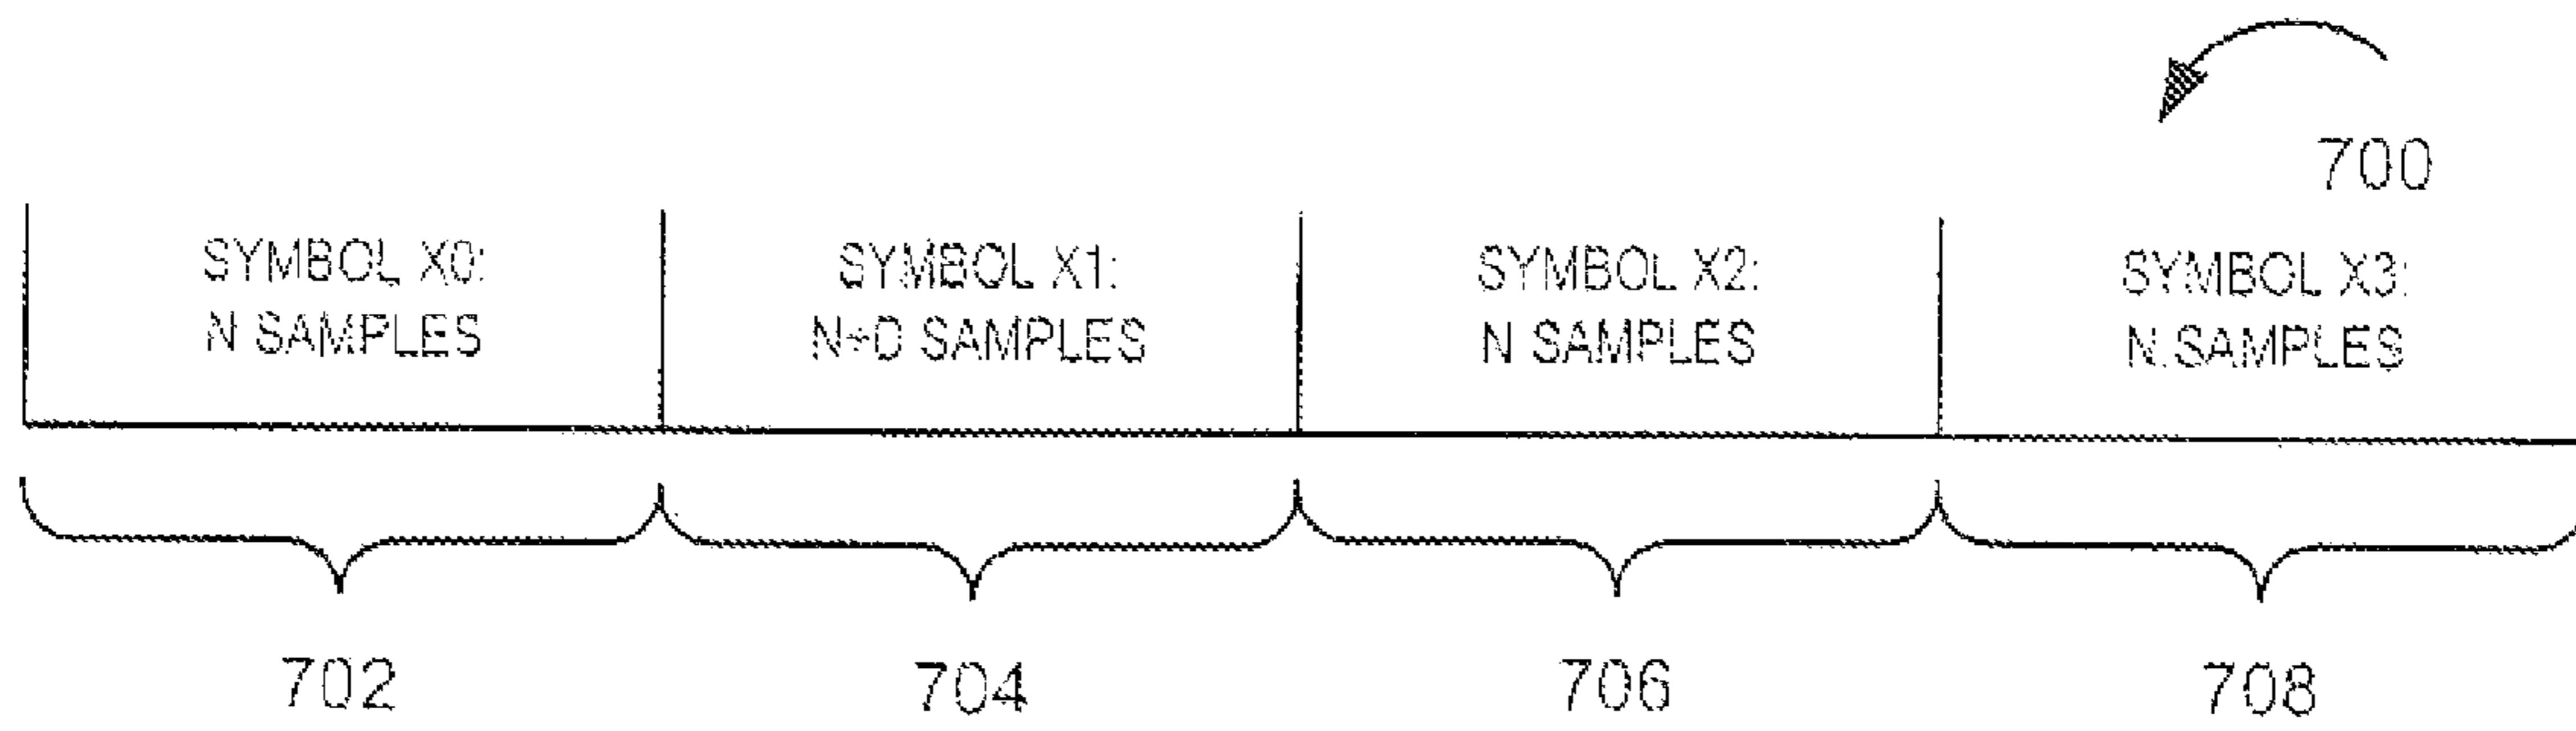 700
SYMBOL X0:
N SAMPLES
SYMBOL X1:
N+D SAMPLES
SYMBOL X2:
N SAMPLES
SYMBOL X3:
N SAMPLES
702
704
706
708